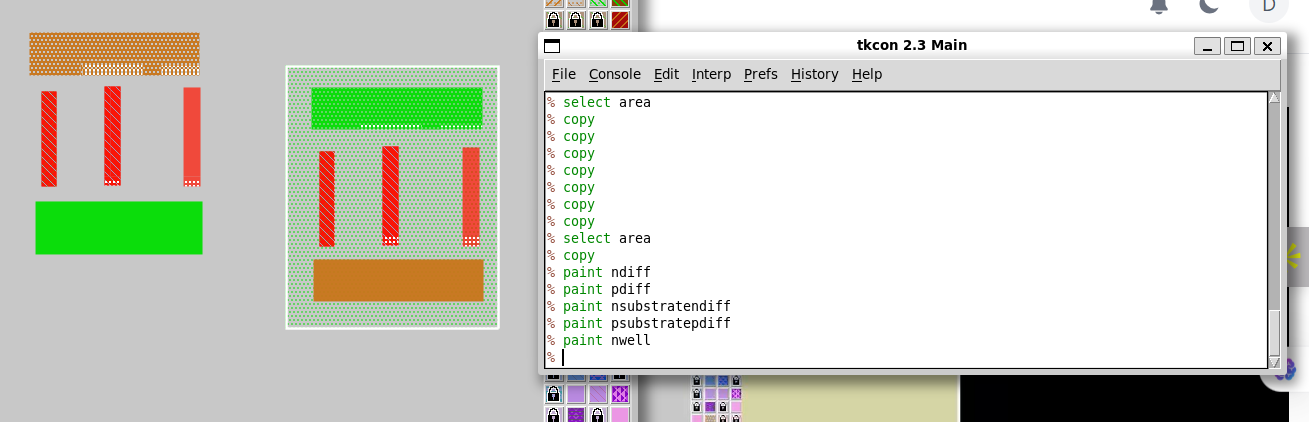 D
tkcon 2.3 Main
File Console Edit Interp Prefs History Help
% select area
% copy
% copy
% copy
% copy
% copy
% copy
% copy
% select area
% copy
% paint ndiff
% paint pdiff
% paint nsubstratendiff
% paint psubstratepdiff
% paint nwell
%